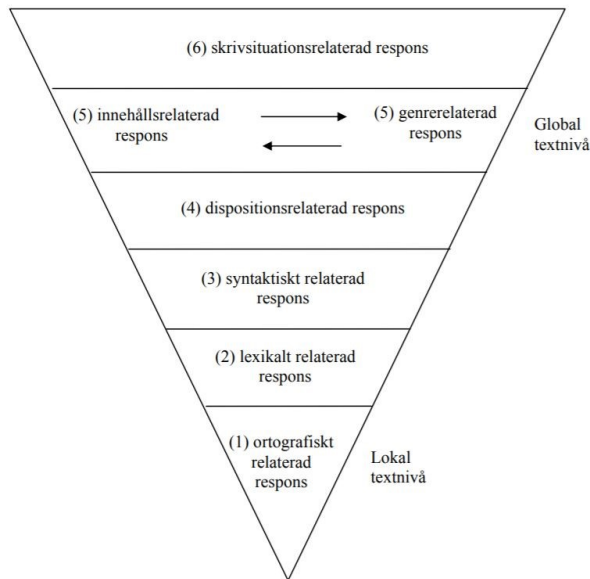 (6) skrivsituationsrelaterad respons
(5) innehållsrelaterad
respons
(5) genrerelaterad
respons
Global
textnivå
(4) dispositionsrelaterad respons
(3) syntaktiskt relaterad
respons
(2) lexikalt relaterad
respons
(1) ortografiskt
relaterad
respons
Lokal
textnivå